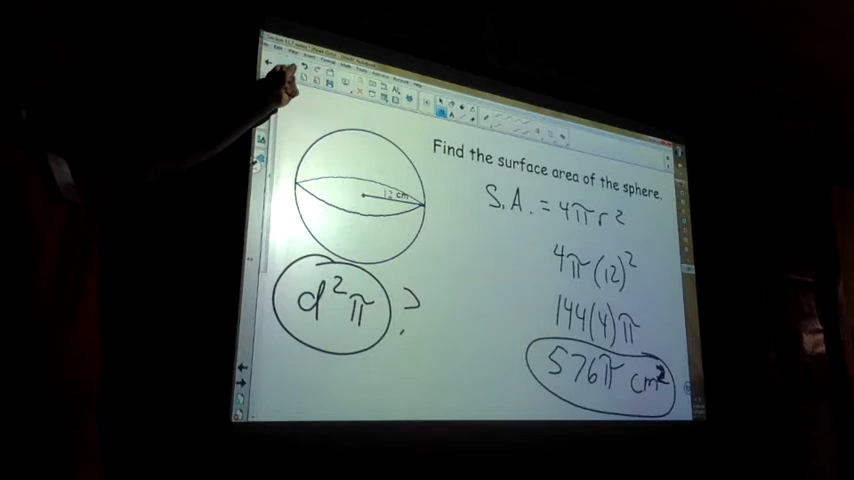 Find the surface area of the sphere.
12 cm
S.A. = 4πr²
4π(12)²
144(4)π
576π cm²
d²π ?